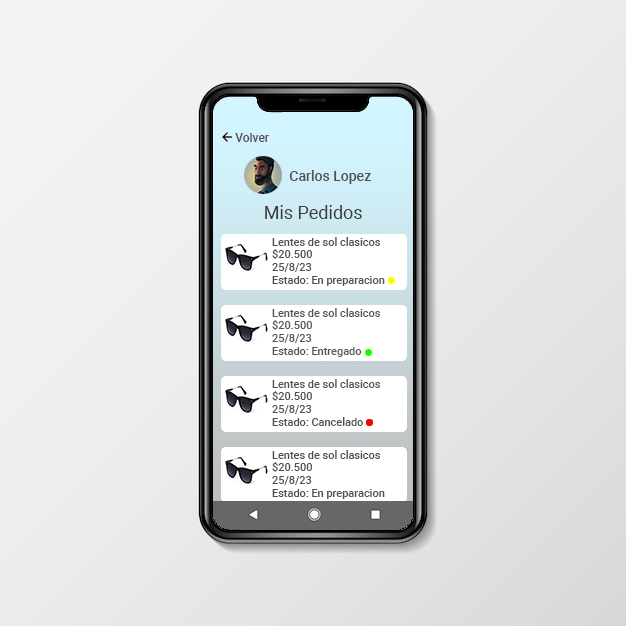 Volver
Carlos Lopez
Mis Pedidos
Lentes de sol clasicos
$20.500
25/8/23
Estado: En preparacion
Lentes de sol clasicos
$20.500
25/8/23
Estado: Entregado
Lentes de sol clasicos
$20.500
25/8/23
Estado: Cancelado
Lentes de sol clasicos
$20.500
25/8/23
Estado: En preparacion